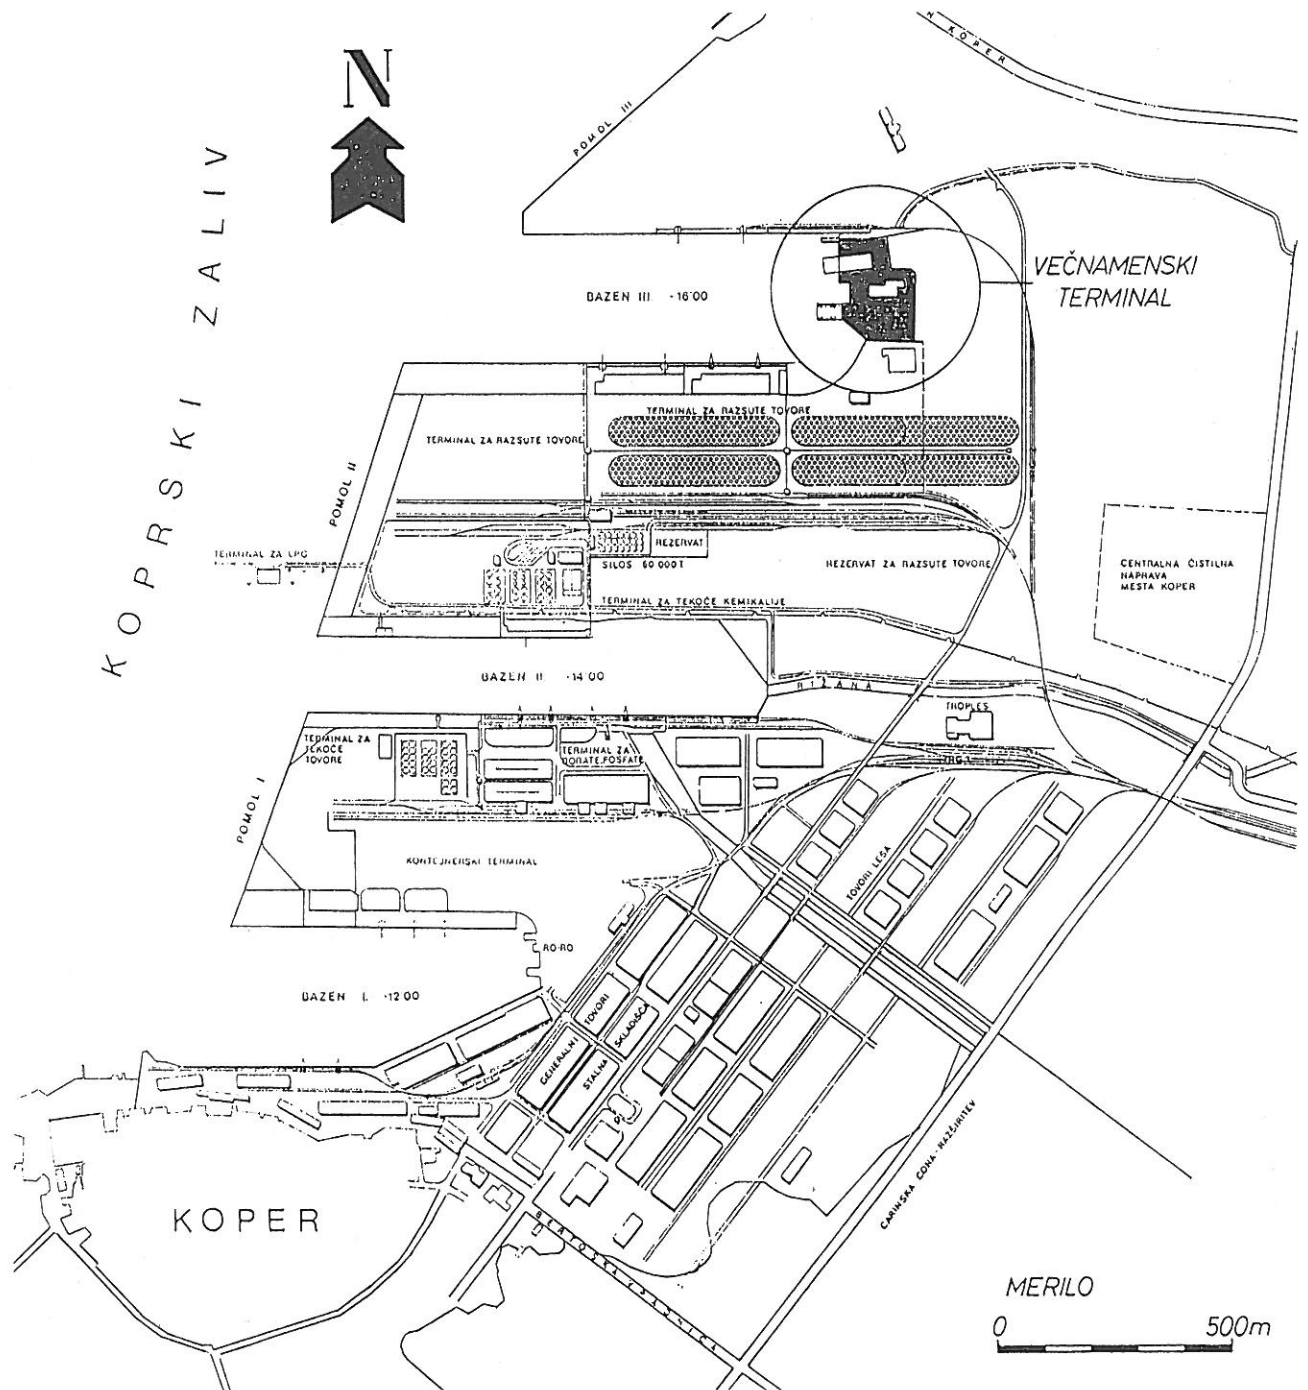 N
KOPER
POMOL III
KOPRSKI ZALIV
VEČNAMENSKI
TERMINAL
BAZEN III -16'00
TERMINAL ZA RAZSUTE TOVORE
TERMINAL ZA RAZSUTE TOVORE
POMOL II
TERMINAL ZA LPG
REZERVAT
SILOS 60 000 T
REZERVAT ZA RAZSUTE TOVORE
CENTRALNA ČISTILNA
NAPRAVA
MESTA KOPER
TERMINAL ZA TEKOČE KEMIKALIJE
BAZEN II -14'00
RIŽANA
TERMINAL ZA
TEKOČE
TOVORE
TERMINAL ZA
POMOL I
KONTEJNERSKI TERMINAL
TOVORI LESA
RO-RO
BAZEN I. -12'00
GENERALNI TOVORI
STALNA SKLADIŠČA
CARINSKA CONA - RAZŠIRITEV
KOPER
BERTOŠKA VPADNICA
MERILO
0 500m